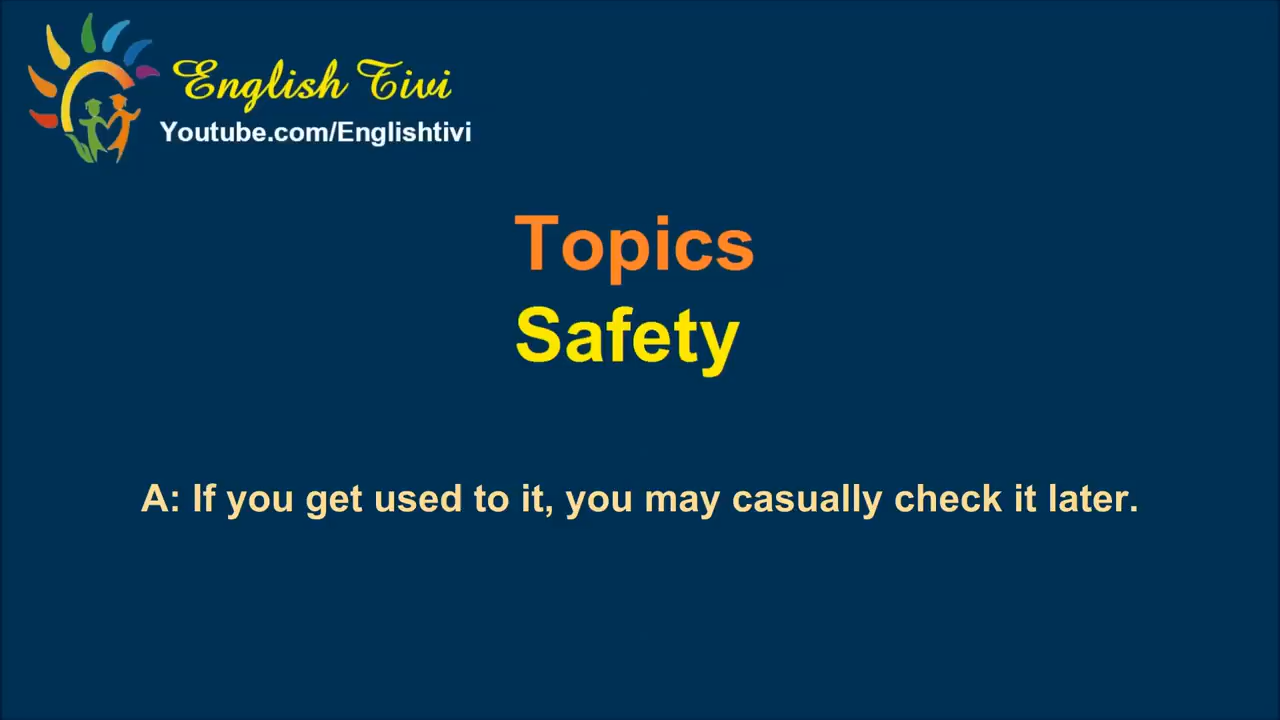 English Tivi
Youtube.com/Englishtivi
Topics
Safety
A: If you get used to it, you may casually check it later.